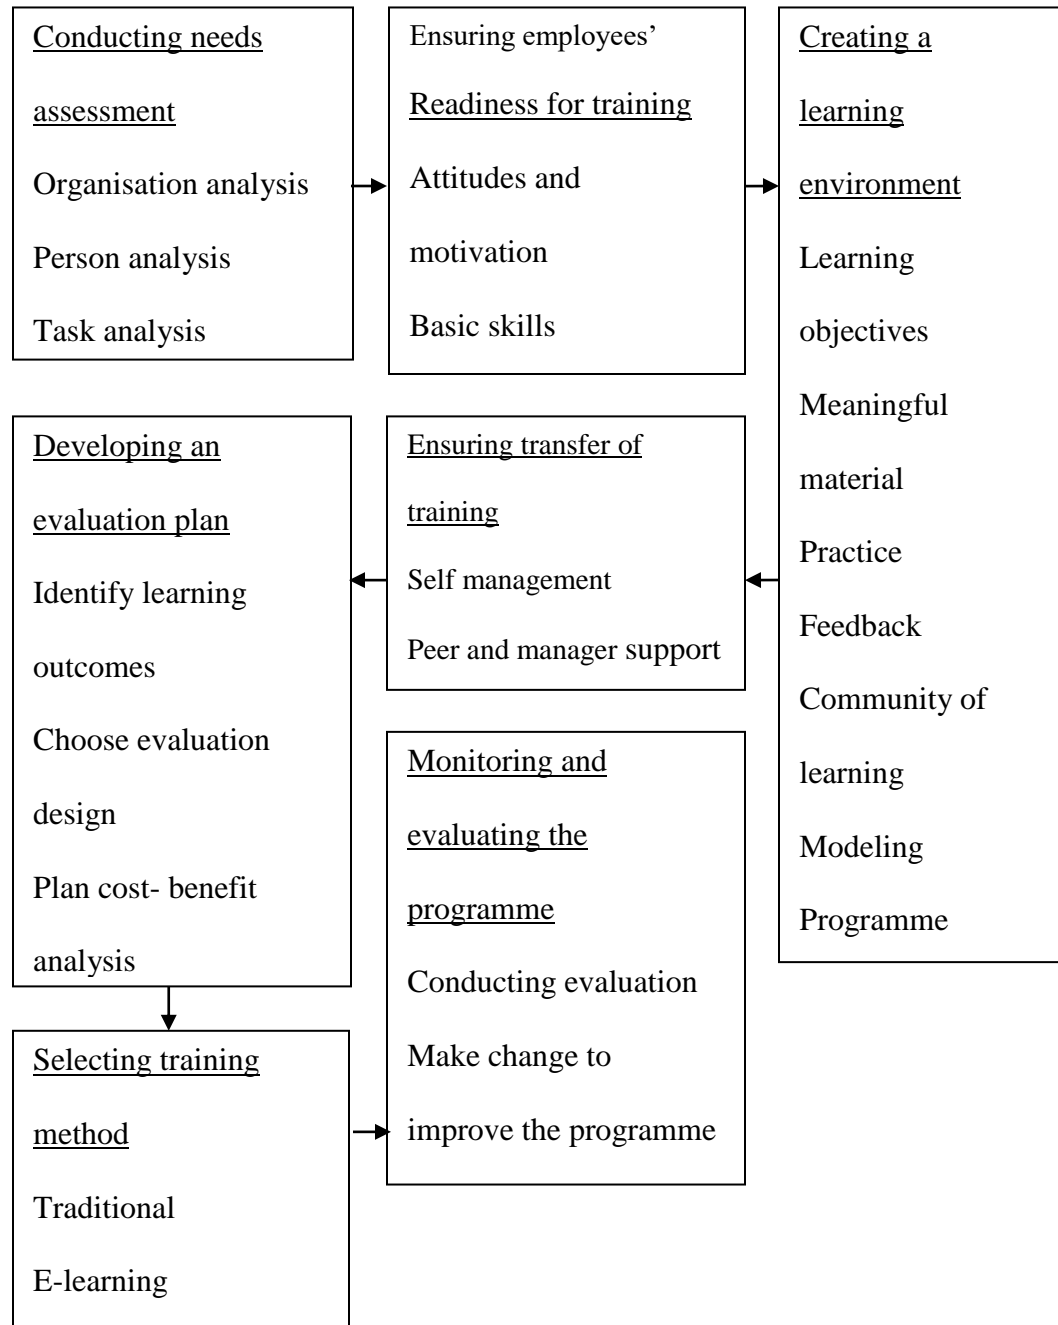 Conducting needs
assessment
Organisation analysis
Person analysis
Task analysis
Ensuring employees’
Readiness for training
Attitudes and
motivation
Basic skills
Creating a
learning
environment
Learning
objectives
Meaningful
material
Practice
Feedback
Community of
learning
Modeling
Programme
Ensuring transfer of
training
Self management
Peer and manager support
Developing an
evaluation plan
Identify learning
outcomes
Choose evaluation
design
Plan cost- benefit
analysis
Selecting training
method
Traditional
E-learning
Monitoring and
evaluating the
programme
Conducting evaluation
Make change to
improve the programme